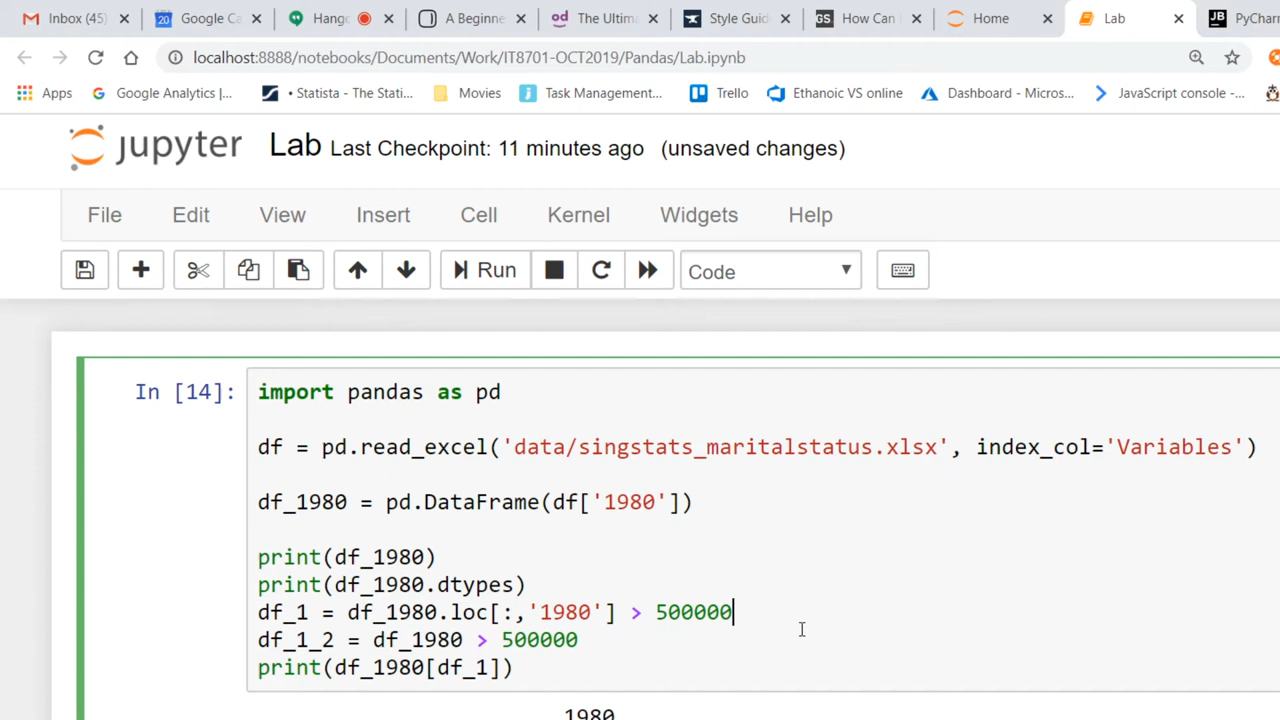 Inbox (45)
Google Ca
Hang
A Beginne
The Ultim
Style Guid
How Can
Home
Lab
PyChar
localhost:8888/notebooks/Documents/Work/IT8701-OCT2019/Pandas/Lab.ipynb
Apps
Google Analytics |...
• Statista - The Stati...
Movies
Task Management...
Trello
Ethanoic VS online
Dashboard - Micros...
JavaScript console -...
jupyter
Lab Last Checkpoint: 11 minutes ago (unsaved changes)
File Edit View Insert Cell Kernel Widgets Help
Run
Code
In [14]:
import pandas as pd
df = pd.read_excel('data/singstats_maritalstatus.xlsx', index_col='Variables')
df_1980 = pd.DataFrame(df['1980'])
print(df_1980)
print(df_1980.dtypes)
df_1 = df_1980.loc[:,'1980'] > 500000
df_1_2 = df_1980 > 500000
print(df_1980[df_1])
1980